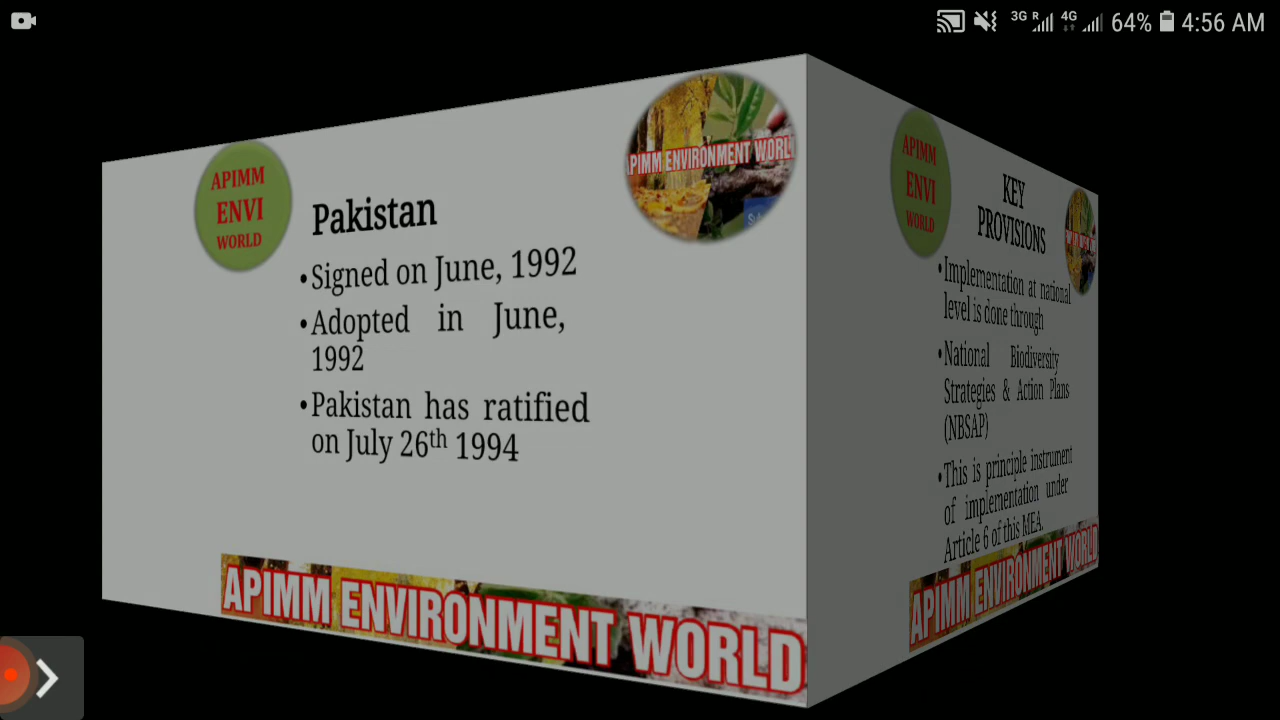 3G R 4G 64% 4:56 AM
APIMM
ENVI
WORLD
PIMM ENVIRONMENT WORL
Pakistan
•Signed on June, 1992
•Adopted in June,
1992
•Pakistan has ratified
on July 26th 1994
APIMM ENVIRONMENT WORLD
APIMM
ENVI
WORLD
KEY
PROVISIONS
•Implementation at national
level is done through
•National Biodiversity
Strategies & Action Plans
(NBSAP)
•This is principle instrument
of implementation under
Article 6 of this MEA.
APIMM ENVIRONMENT WORLD